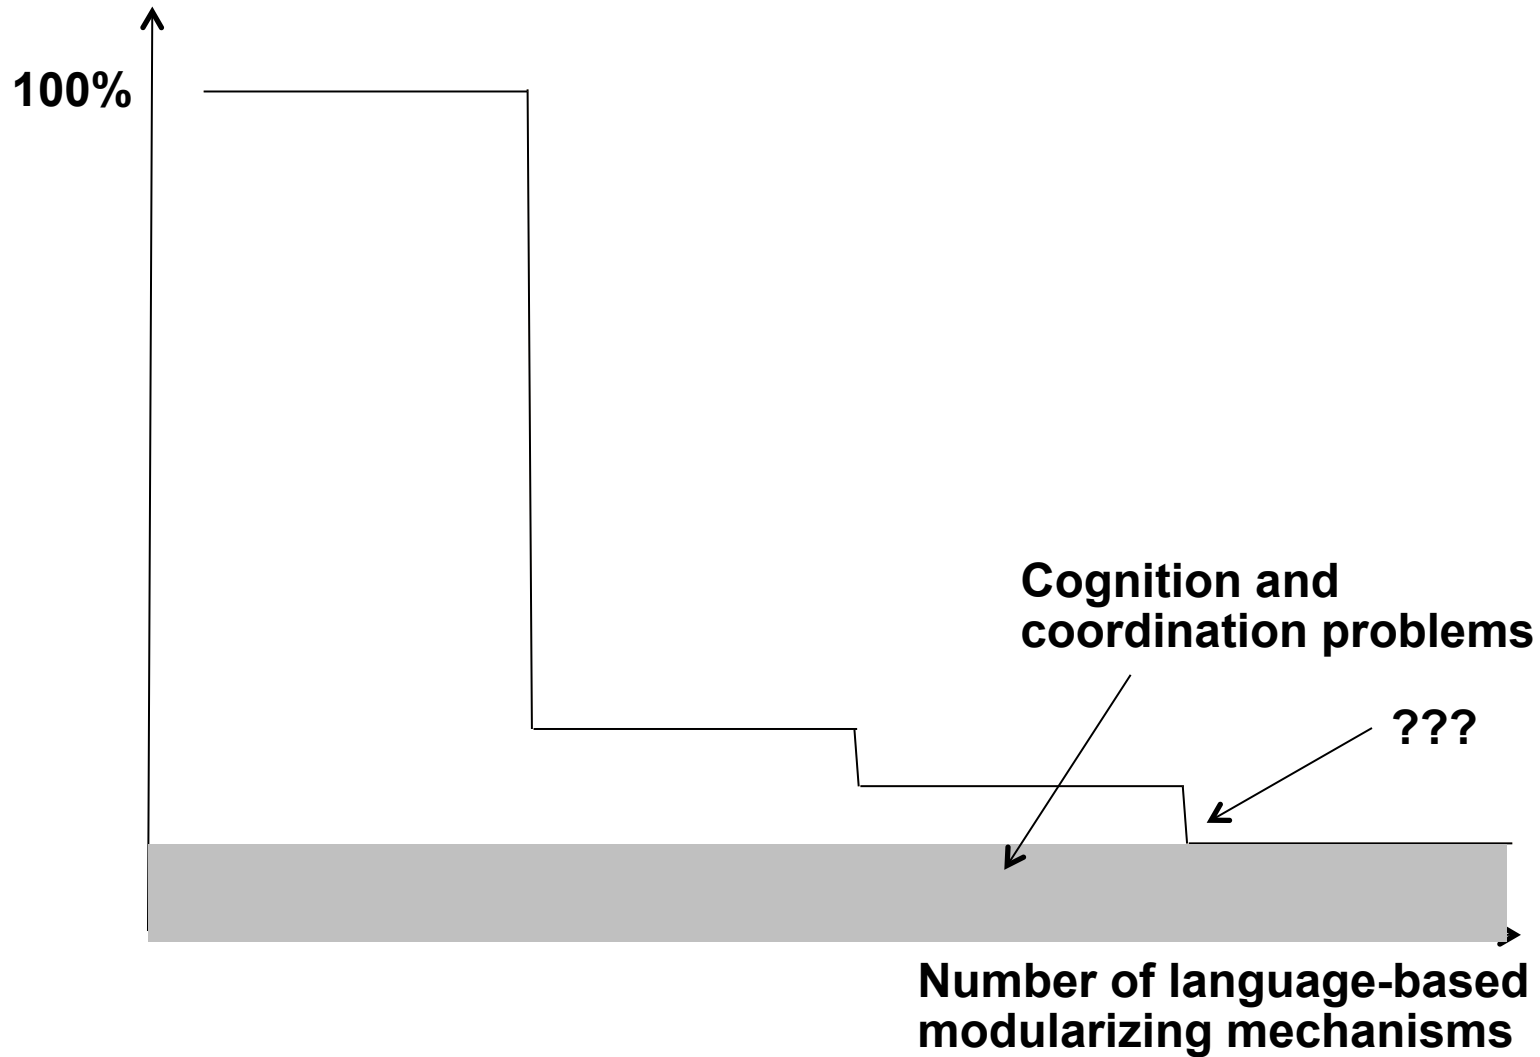 100%
Cognition and
coordination problems
???
Number of language-based
modularizing mechanisms